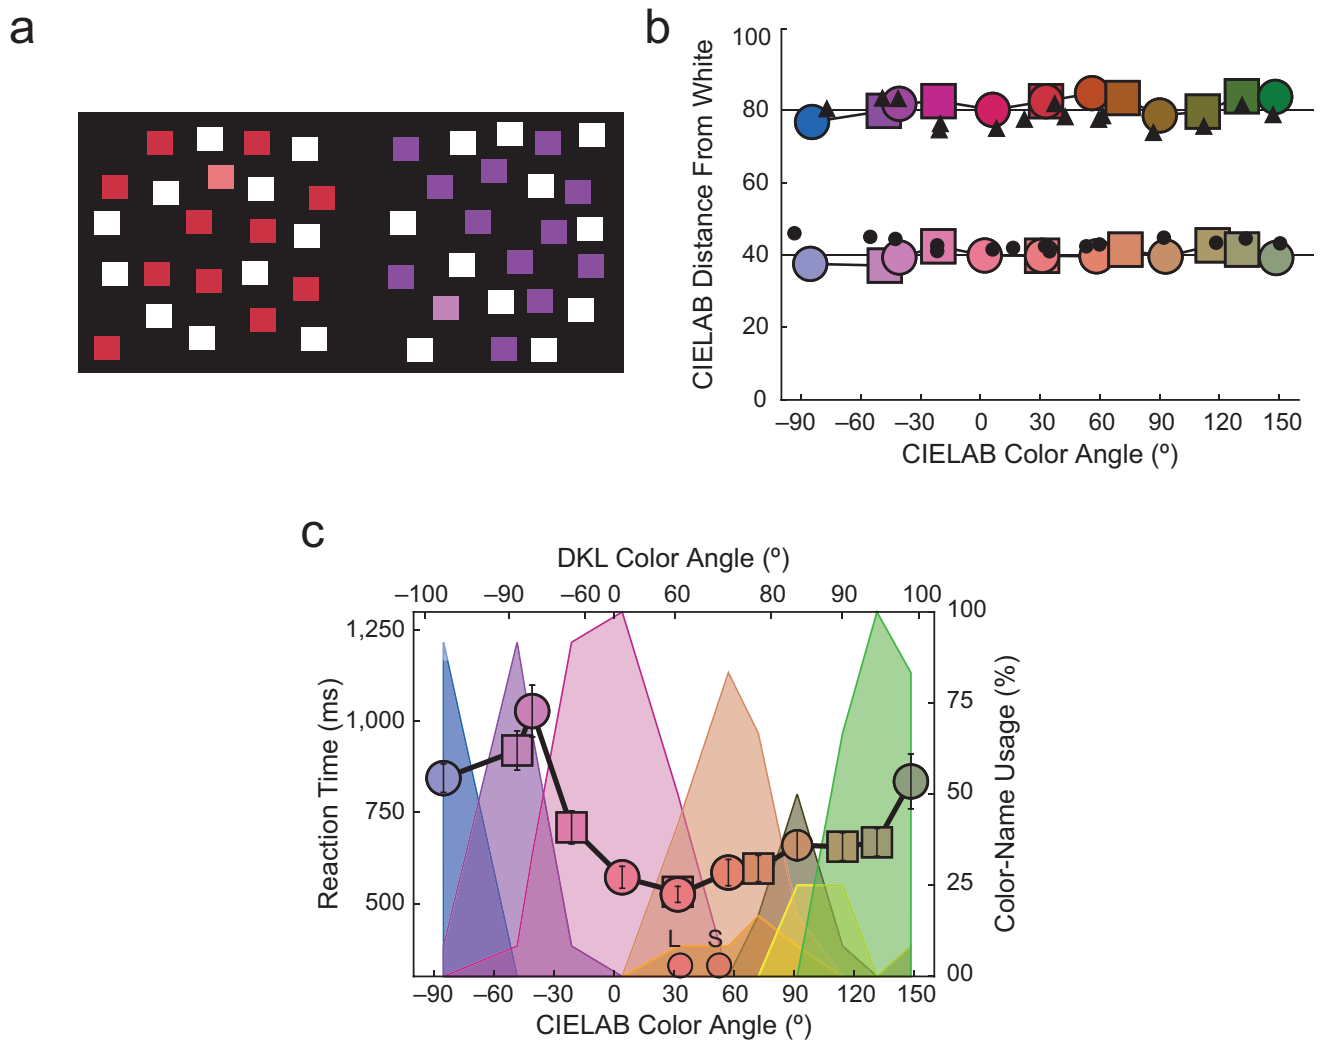 a
b
CIELAB Distance From White
100
80
60
40
20
0
–90 –60 –30 0 30 60 90 120 150
CIELAB Color Angle (º)
c
DKL Color Angle (º)
–100 –90 –60 0 60 80 90 100
Reaction Time (ms)
1,250
1,000
750
500
100
75
50
25
00
Color-Name Usage (%)
L S
–90 –60 –30 0 30 60 90 120 150
CIELAB Color Angle (º)